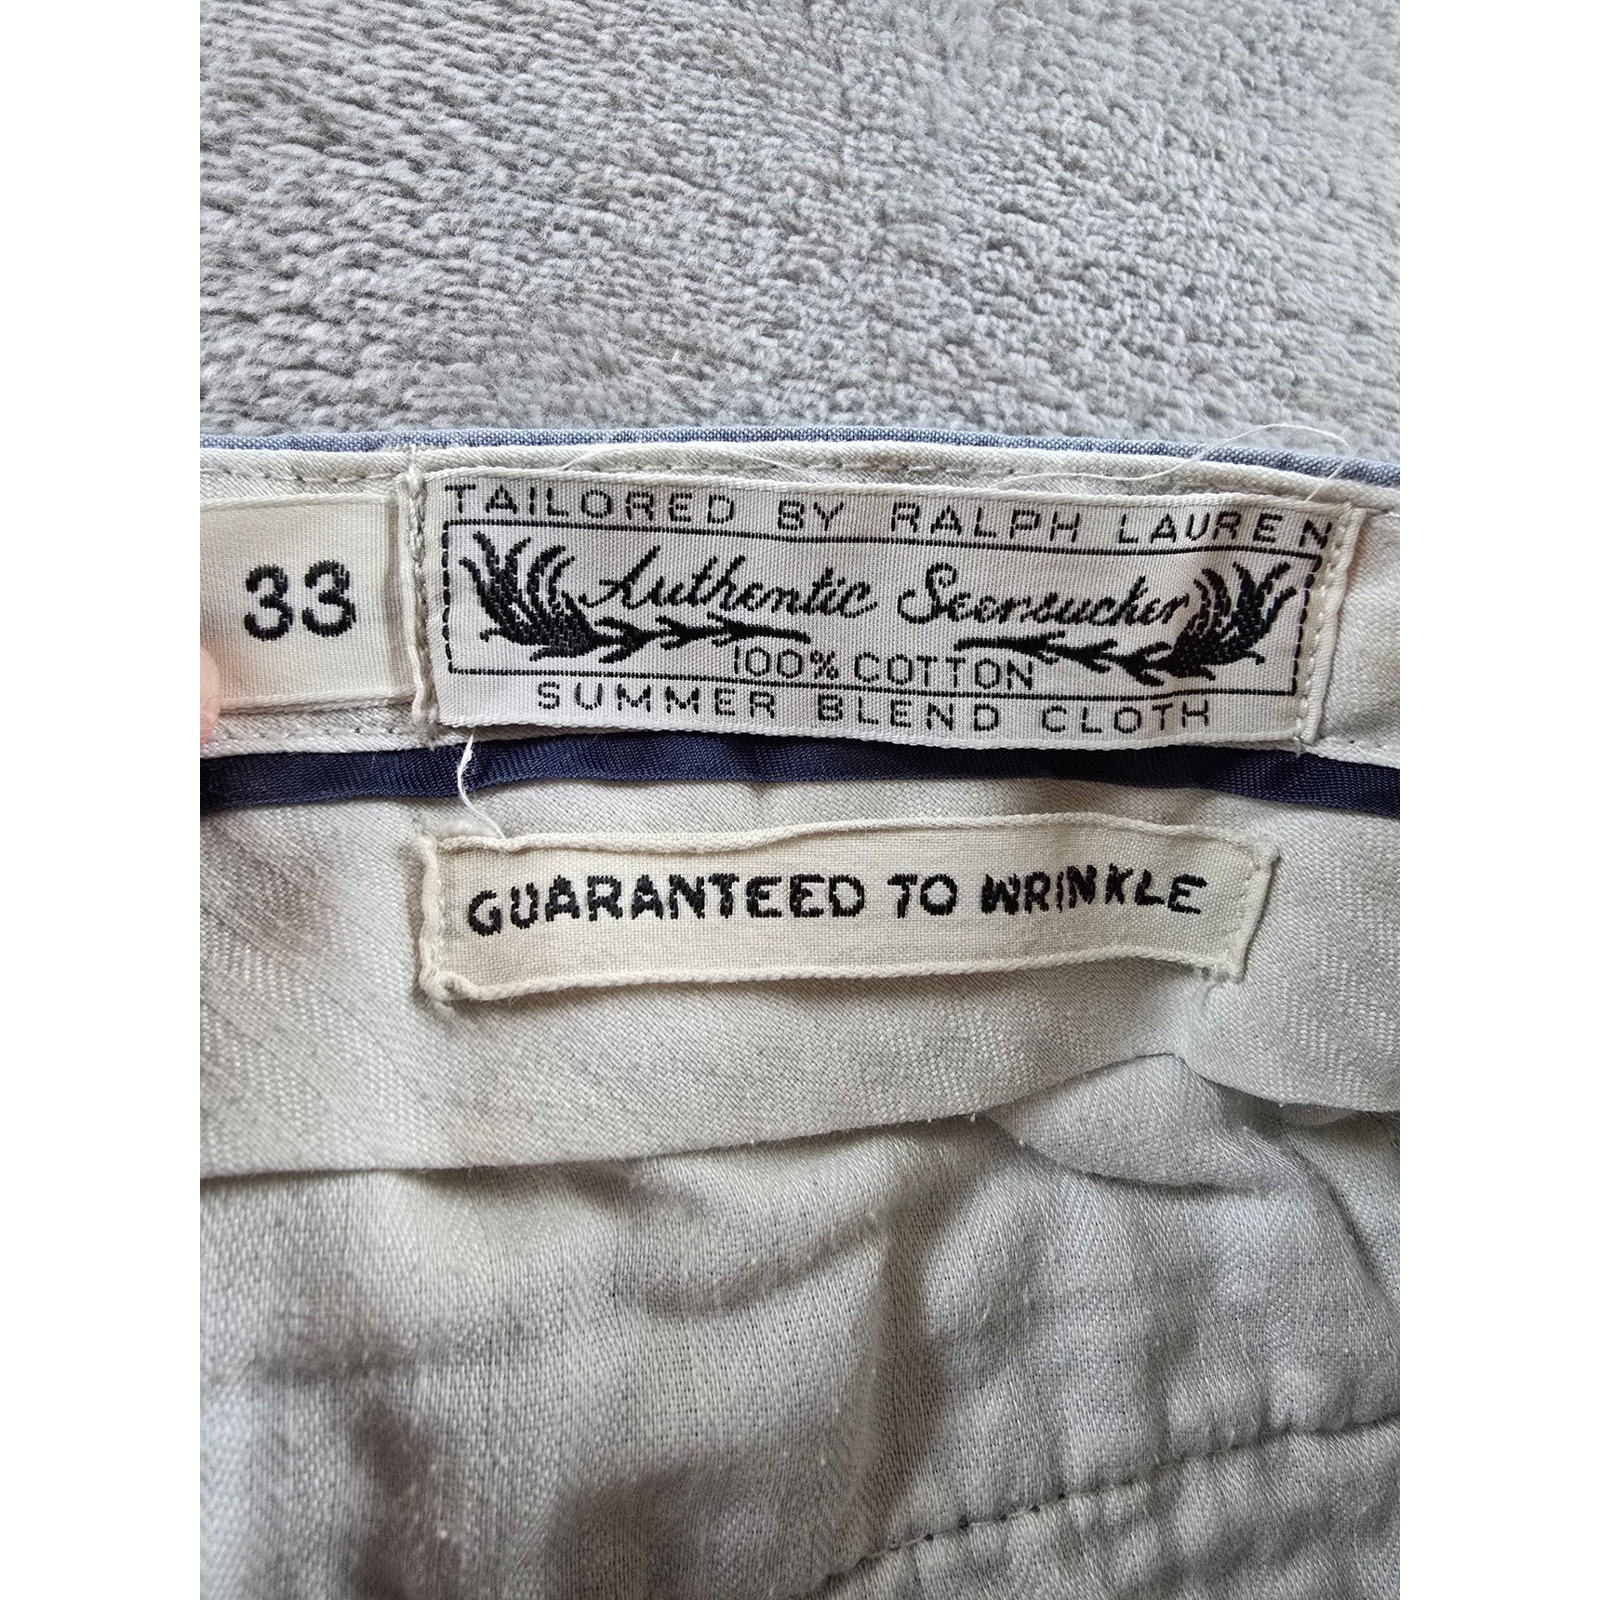 33
TAILORED BY RALPH LAUREN
Authentic Seersucker
100% COTTON
SUMMER BLEND CLOTH
GUARANTEED TO WRINKLE